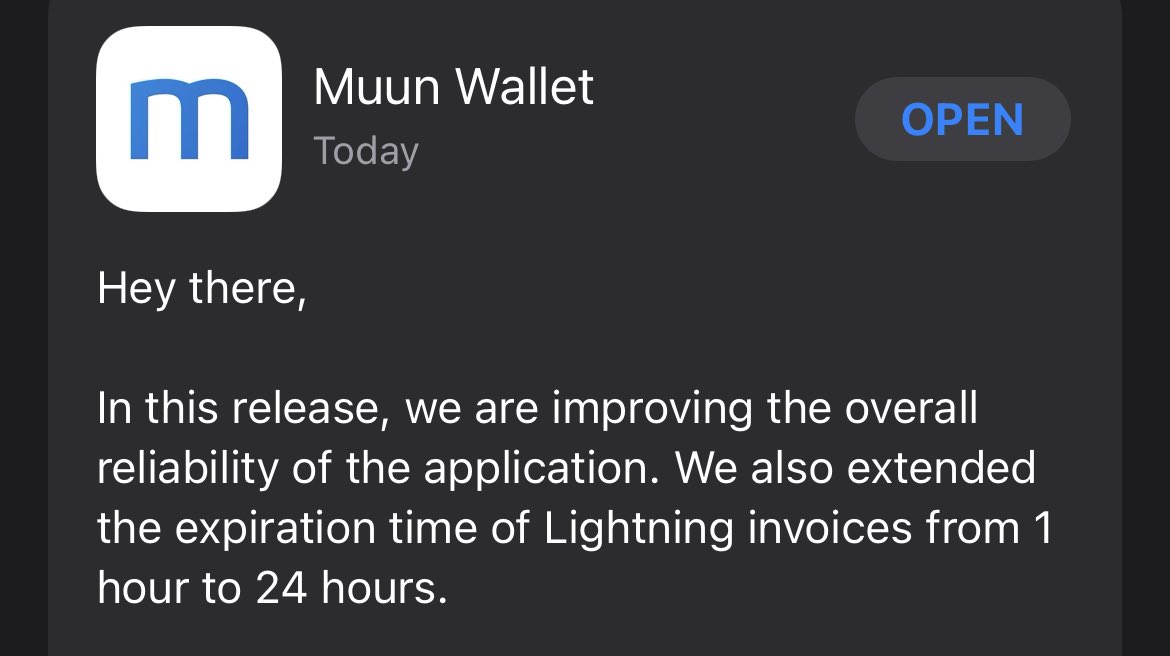 m
Muun Wallet
Today
OPEN
Hey there,
In this release, we are improving the overall
reliability of the application. We also extended
the expiration time of Lightning invoices from 1
hour to 24 hours.